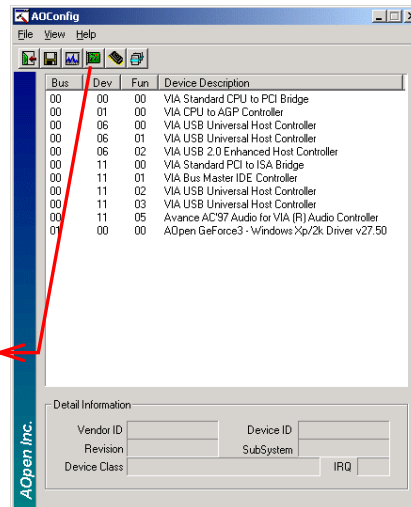 AOConfig
File View Help
Bus Dev Fun Device Description
00 00 00 VIA Standard CPU to PCI Bridge
00 01 00 VIA CPU to AGP Controller
00 06 00 VIA USB Universal Host Controller
00 06 01 VIA USB Universal Host Controller
00 06 02 VIA USB 2.0 Enhanced Host Controller
00 11 00 VIA Standard PCI to ISA Bridge
00 11 01 VIA Bus Master IDE Controller
00 11 02 VIA USB Universal Host Controller
00 11 03 VIA USB Universal Host Controller
00 11 05 Avance AC'97 Audio for VIA (R) Audio Controller
01 00 00 AOpen GeForce3 - Windows Xp/2k Driver v27.50
Detail Information
Vendor ID Device ID
Revision SubSystem
Device Class IRQ
AOpen Inc.